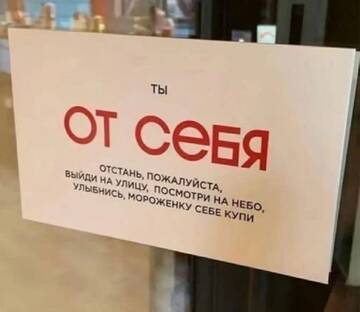 ТЫ
ОТ СЕБЯ
ОТСТАНЬ, ПОЖАЛУЙСТА,
ВЫЙДИ НА УЛИЦУ, ПОСМОТРИ НА НЕБО,
УЛЫБНИСЬ, МОРОЖЕНКУ СЕБЕ КУПИ